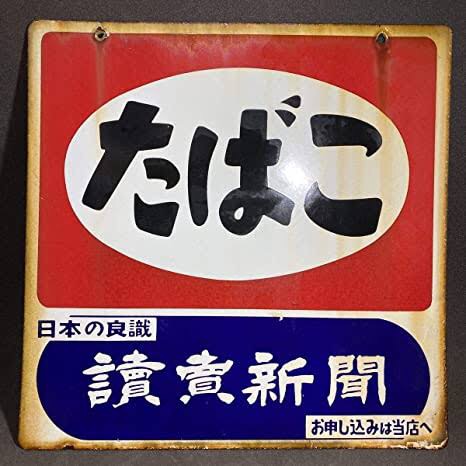 たばこ
日本の良識
讀賣新聞
お申し込みは当店へ